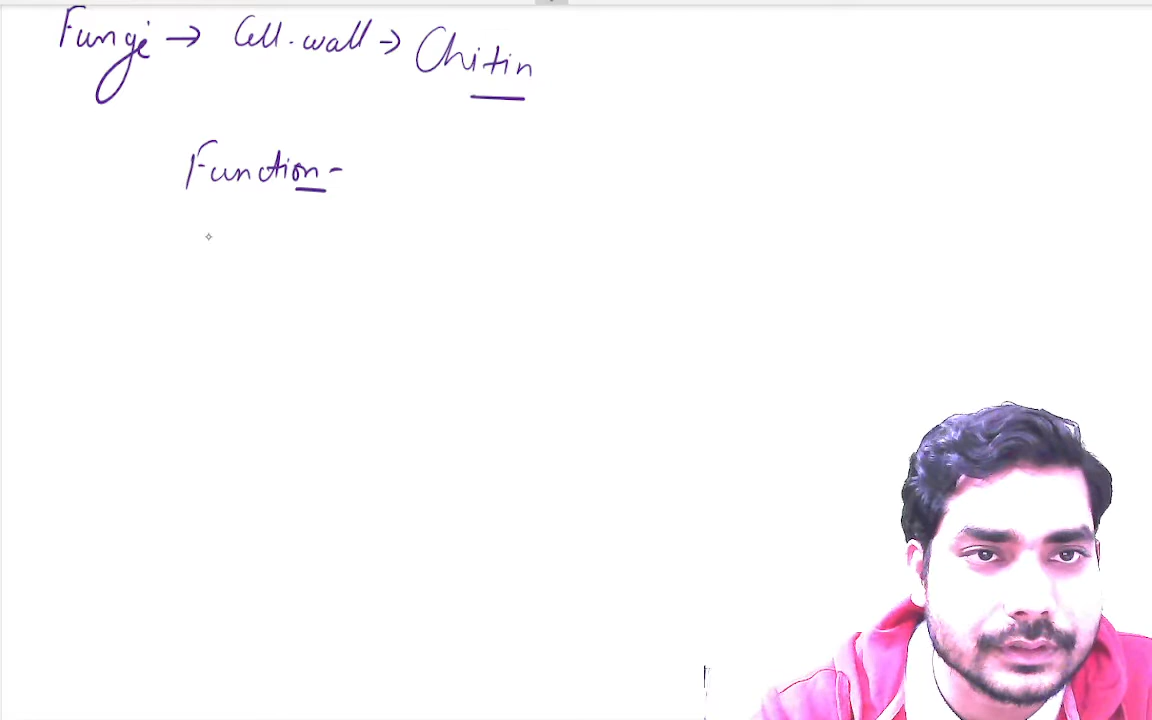 Fungi → Cell-wall → Chitin
Function -